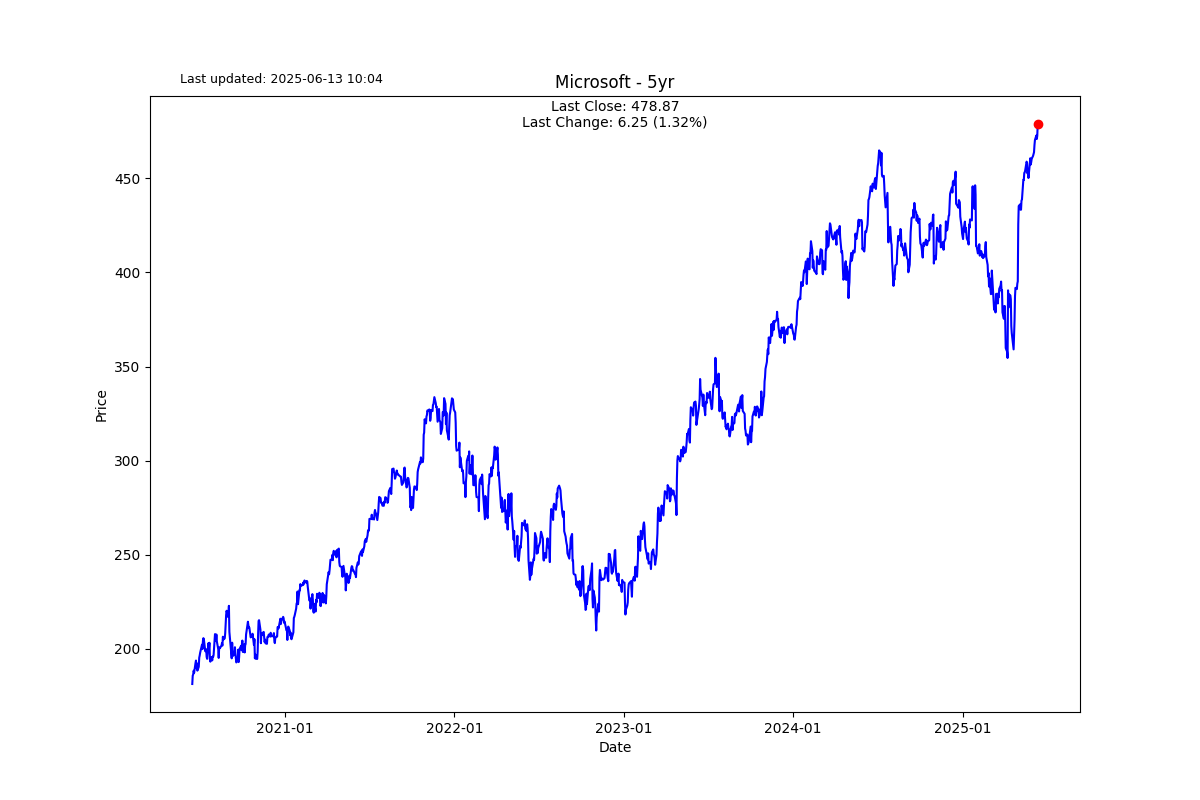 Last updated: 2025-06-13 10:04
Microsoft - 5yr
Last Close: 478.87
Last Change: 6.25 (1.32%)
450
400
350
300
250
200
Price
2021-01
2022-01
2023-01
2024-01
2025-01
Date